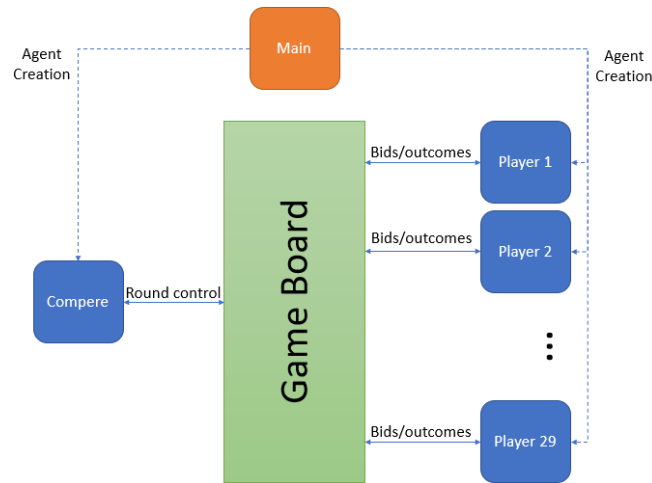 Agent
Creation
Main
Agent
Creation
Bids/outcomes
Player 1
Bids/outcomes
Player 2
Compere
Round control
Game Board
...
Bids/outcomes
Player 29